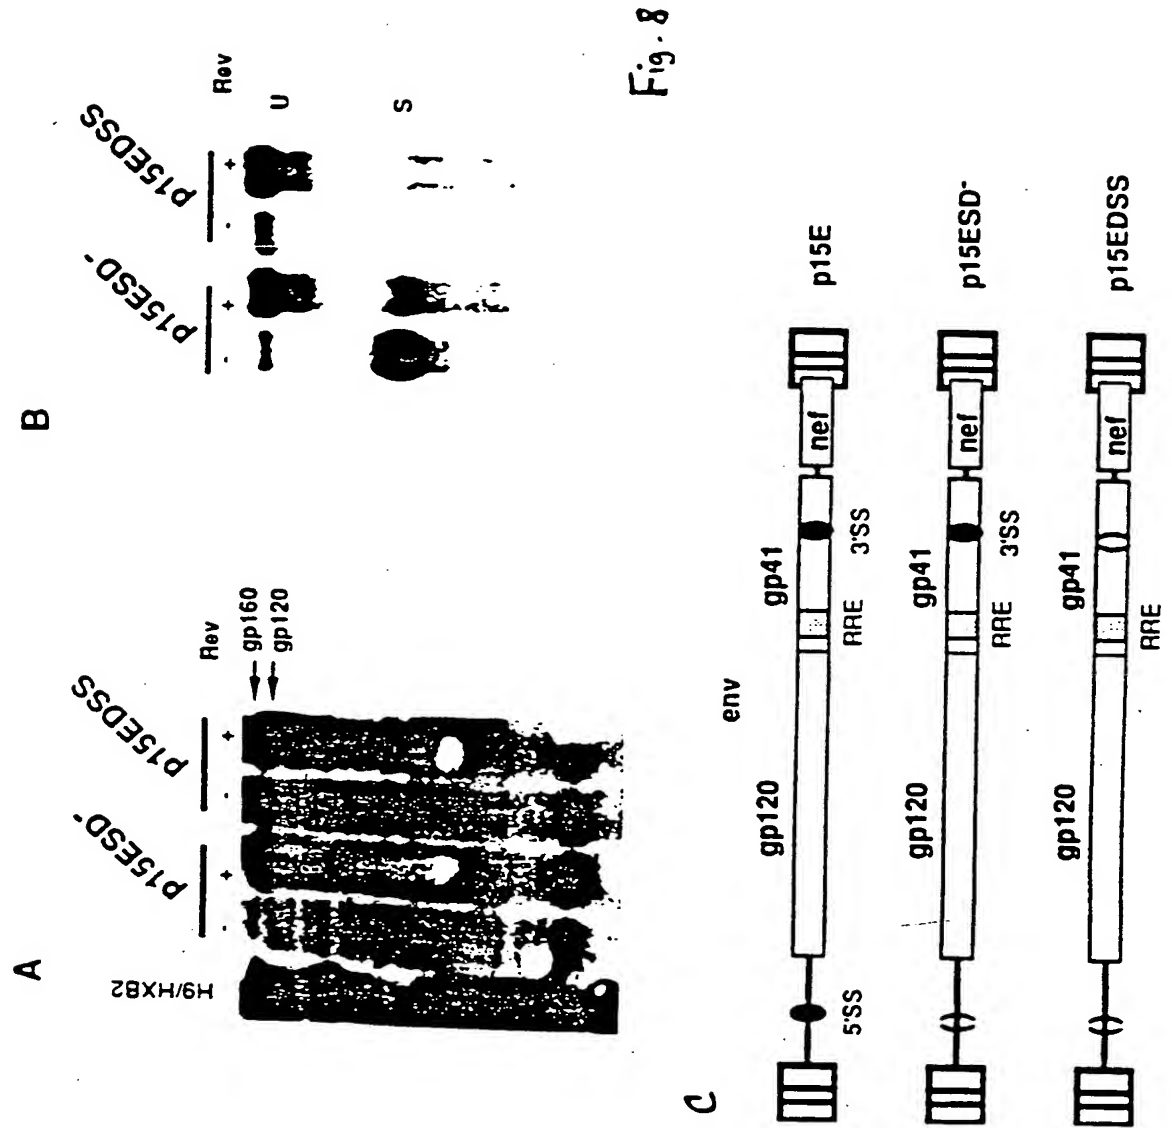 A
H9/HXB2
p15ESD-
p15EDSS
- + - + Rev
gp160
gp120
B
p15ESD-
p15EDSS
- + - + Rev
U
S
Fig. 8
C
env
gp120 gp41
nef
p15E
5'SS RRE 3'SS
gp120 gp41
nef
p15ESD-
RRE 3'SS
gp120 gp41
nef
p15EDSS
RRE